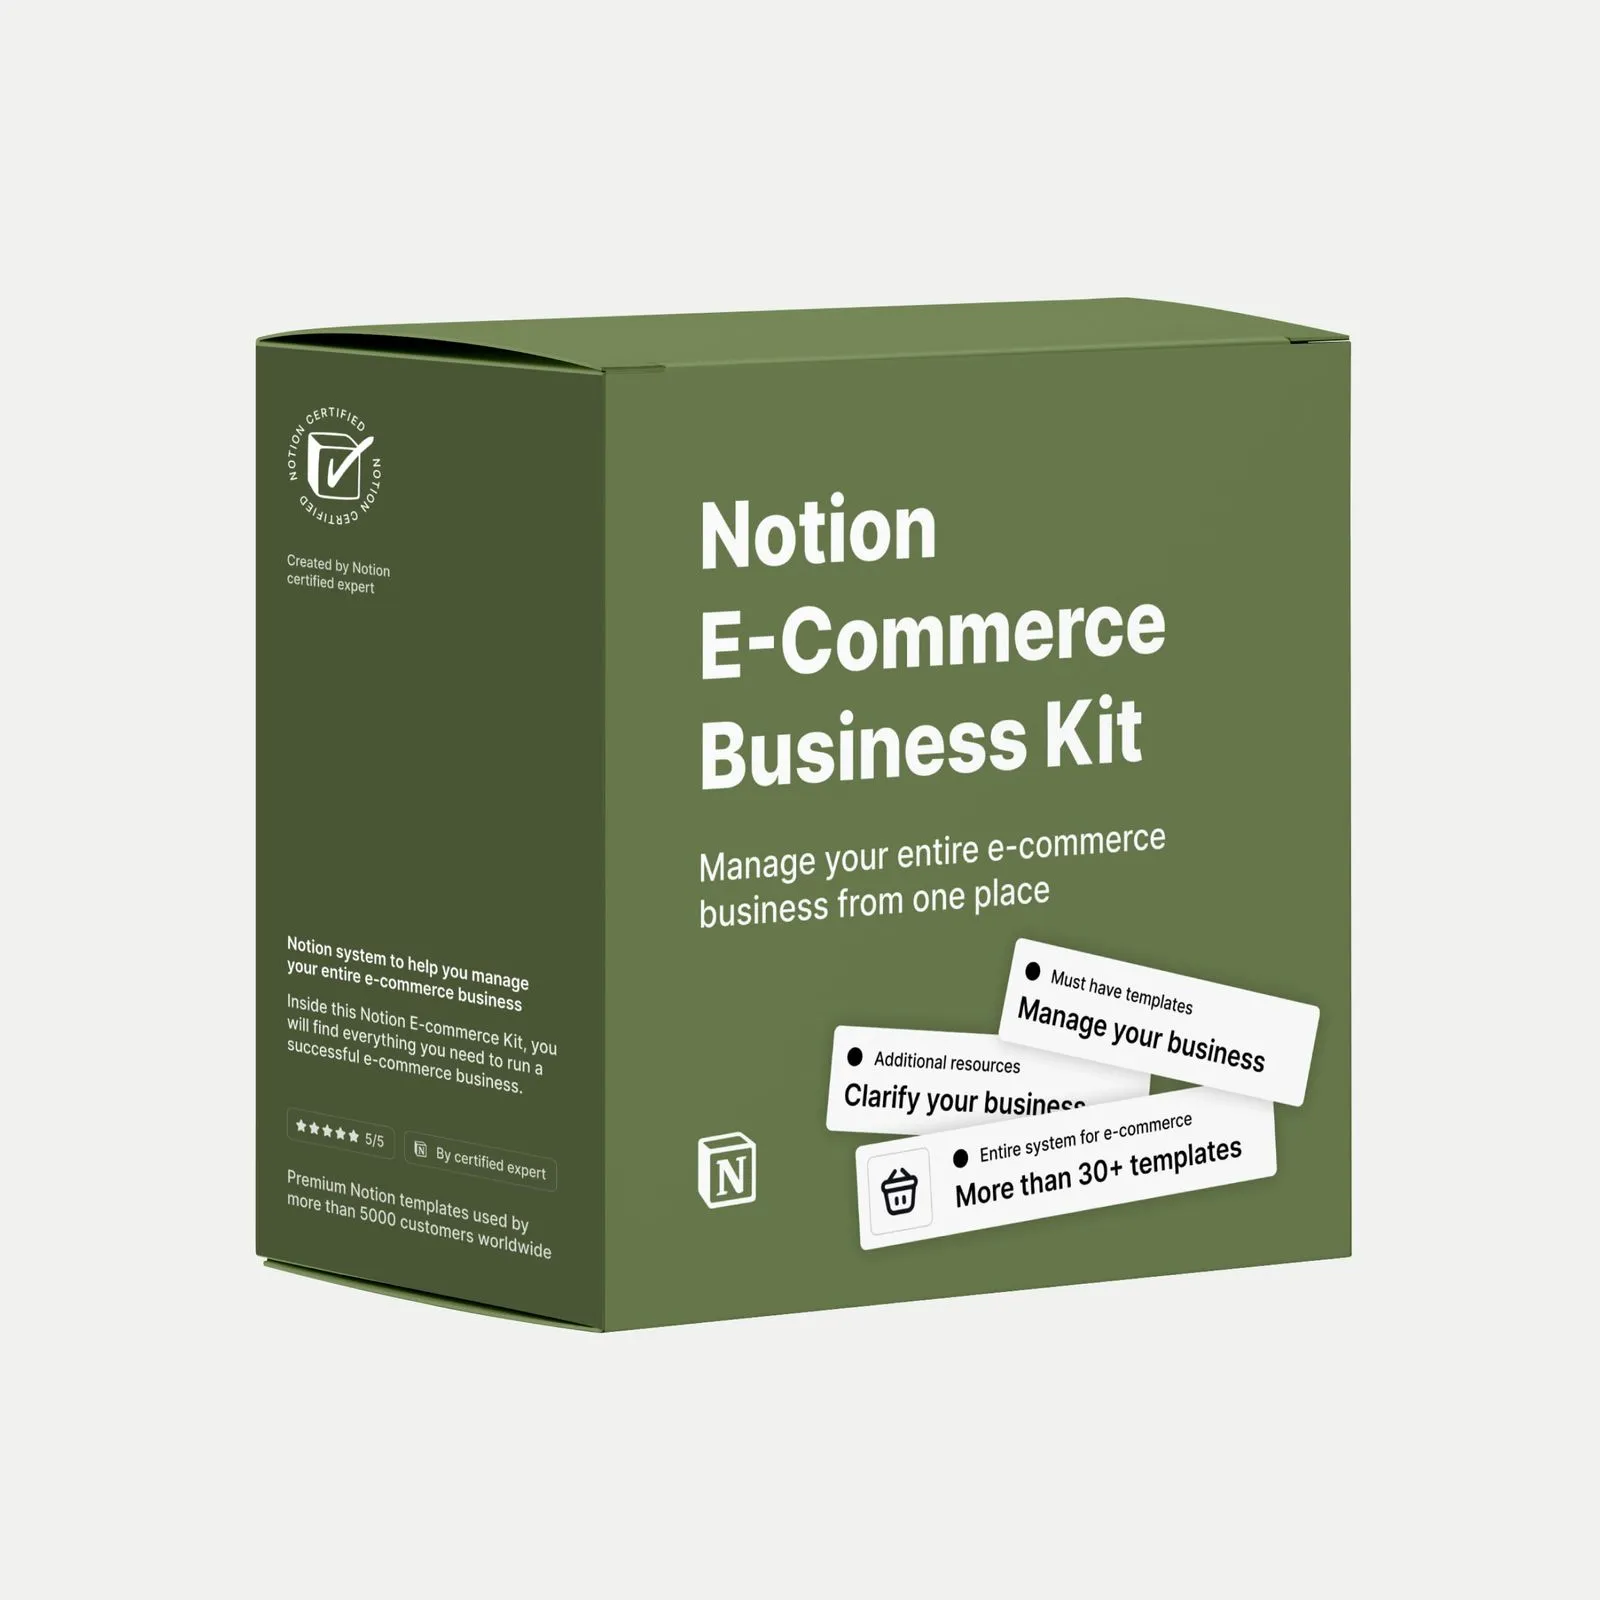 NOTION CERTIFIED
NOTION CERTIFIED
Created by Notion
certified expert
Notion system to help you manage
your entire e-commerce business
Inside this Notion E-commerce Kit, you
will find everything you need to run a
successful e-commerce business.
5/5
N By certified expert
Premium Notion templates used by
more than 5000 customers worldwide
Notion
E-Commerce
Business Kit
Manage your entire e-commerce
business from one place
Must have templates
Manage your business
Additional resources
Clarify your business
Entire system for e-commerce
More than 30+ templates
N